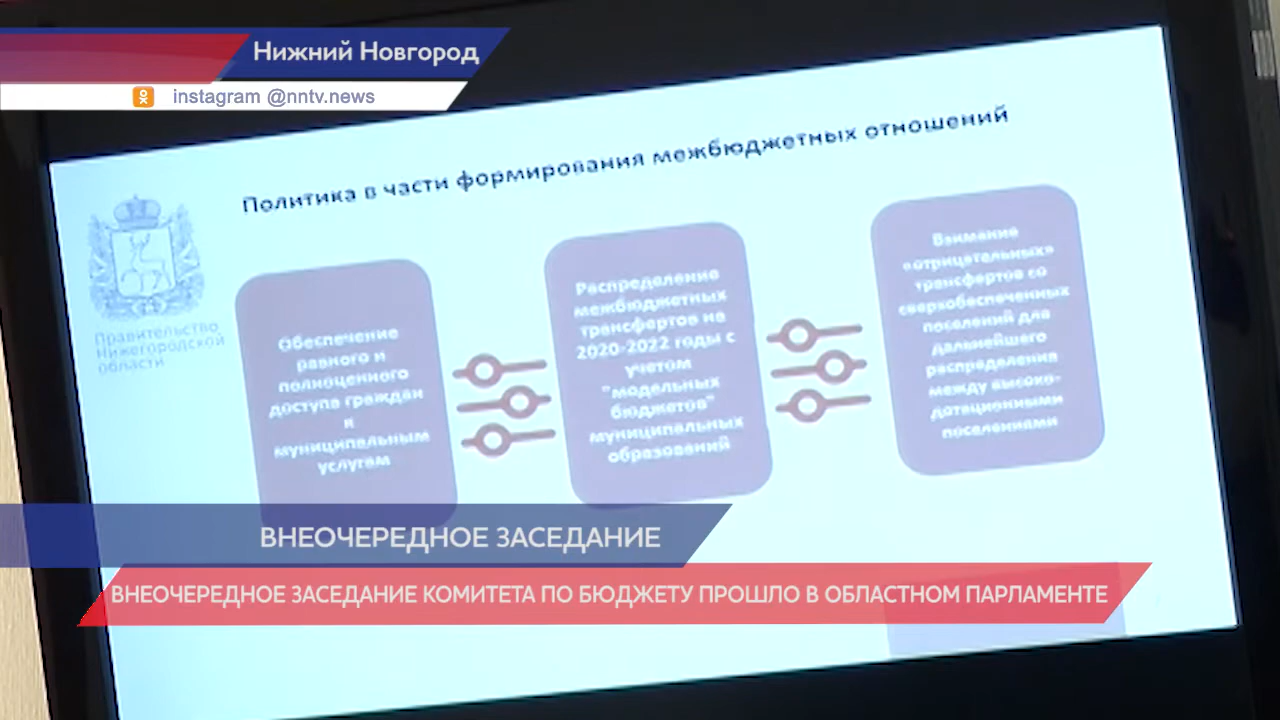 Нижний Новгород
instagram @nntv.news
Политика в части формирования межбюджетных отношений
Правительство
Нижегородской
области
Обеспечение
равного и
полноценного
доступа граждан
к
муниципальным
услугам
Распределение
межбюджетных
трансфертов на
2020-2022 годы с
учетом
"модельных
бюджетов"
муниципальных
образований
Взимание
«отрицательных»
трансфертов со
сверхобеспеченных
поселений для
дальнейшего
распределения
между высоко-
дотационными
поселениями
ВНЕОЧЕРЕДНОЕ ЗАСЕДАНИЕ
ВНЕОЧЕРЕДНОЕ ЗАСЕДАНИЕ КОМИТЕТА ПО БЮДЖЕТУ ПРОШЛО В ОБЛАСТНОМ ПАРЛАМЕНТЕ